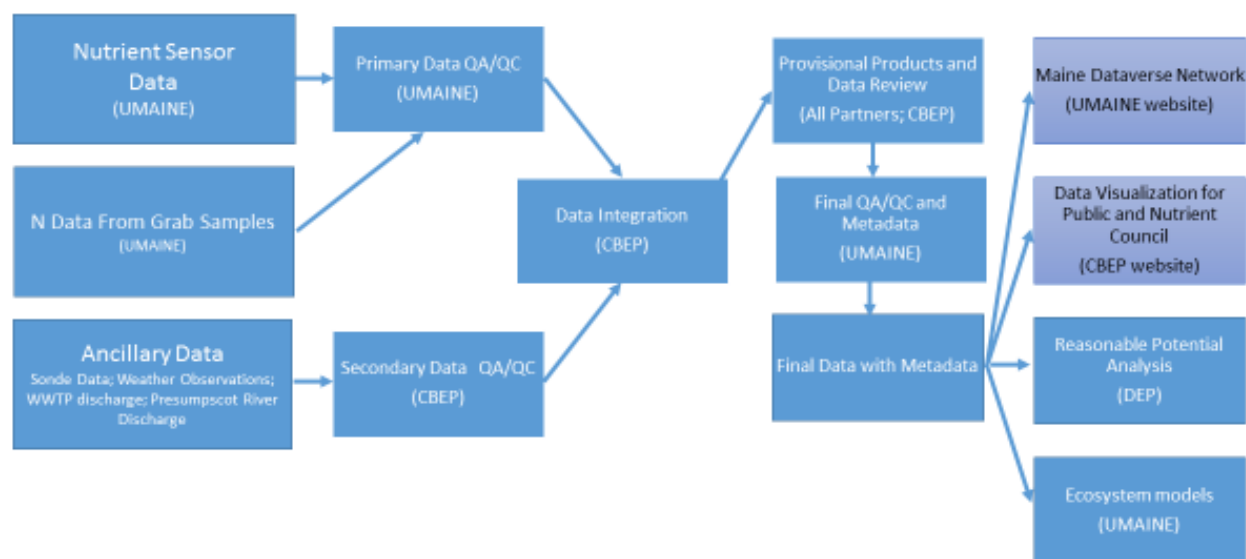 Nutrient Sensor
Data
(UMAINE)
N Data From Grab Samples
(UMAINE)
Ancillary Data
Sonde Data; Weather Observations;
WWTP discharge; Presumpscot River
Discharge
Primary Data QA/QC
(UMAINE)
Secondary Data QA/QC
(CBEP)
Data Integration
(CBEP)
Provisional Products and
Data Review
(All Partners; CBEP)
Final QA/QC and
Metadata
(UMAINE)
Final Data with Metadata
Maine Dataverse Network
(UMAINE website)
Data Visualization for
Public and Nutrient
Council
(CBEP website)
Reasonable Potential
Analysis
(DEP)
Ecosystem models
(UMAINE)